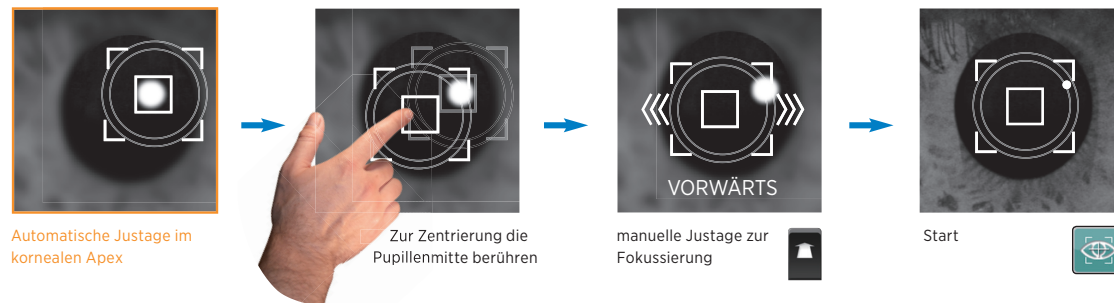 VORWÄRTS
Automatische Justage im
kornealen Apex
Zur Zentrierung die
Pupillenmitte berühren
manuelle Justage zur
Fokussierung
Start